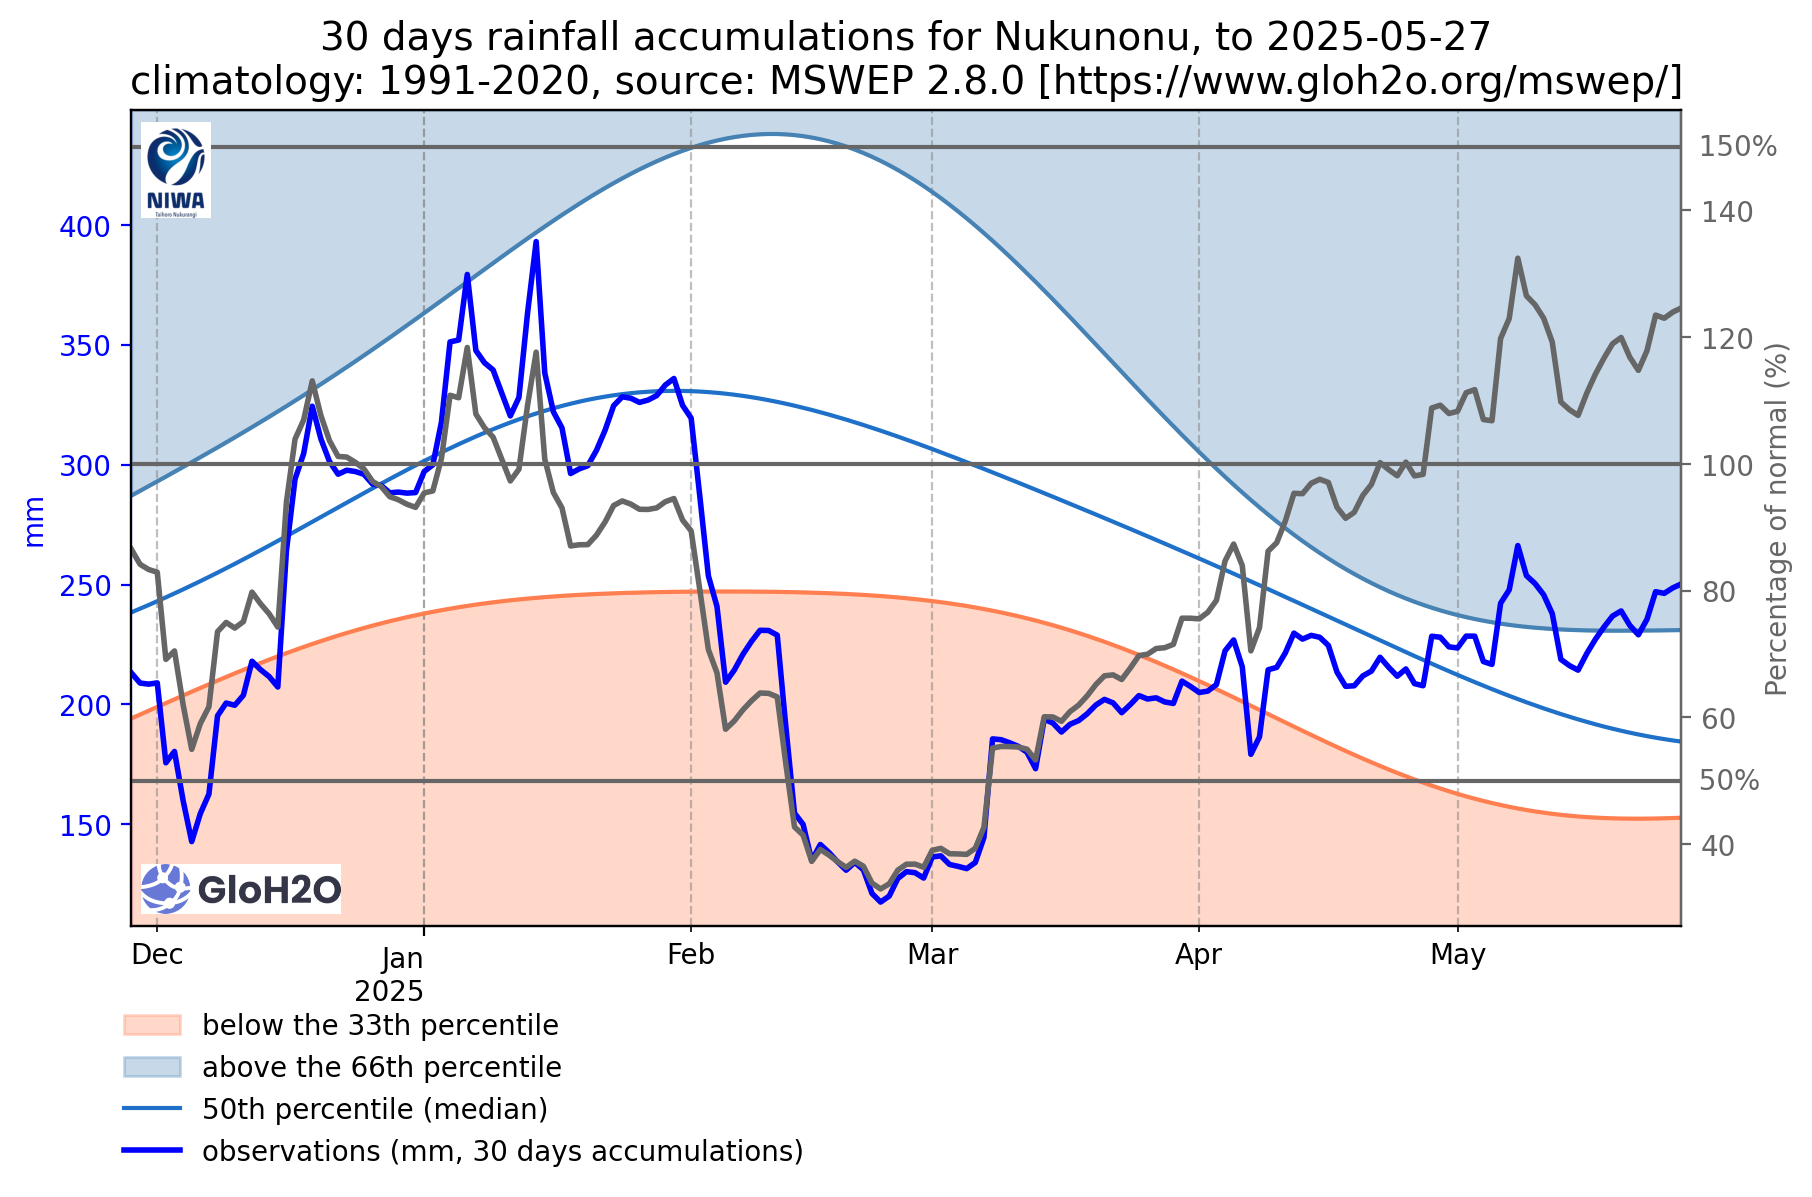 30 days rainfall accumulations for Nukunonu, to 2025-05-27
climatology: 1991-2020, source: MSWEP 2.8.0 [https://www.gloh2o.org/mswep/]
NIWA
Taihoro Nukurangi
400
350
300
250
200
150
mm
150%
140
120
100
80
60
50%
40
Percentage of normal (%)
GloH2O
Dec
Jan
2025
Feb
Mar
Apr
May
below the 33th percentile
above the 66th percentile
50th percentile (median)
observations (mm, 30 days accumulations)